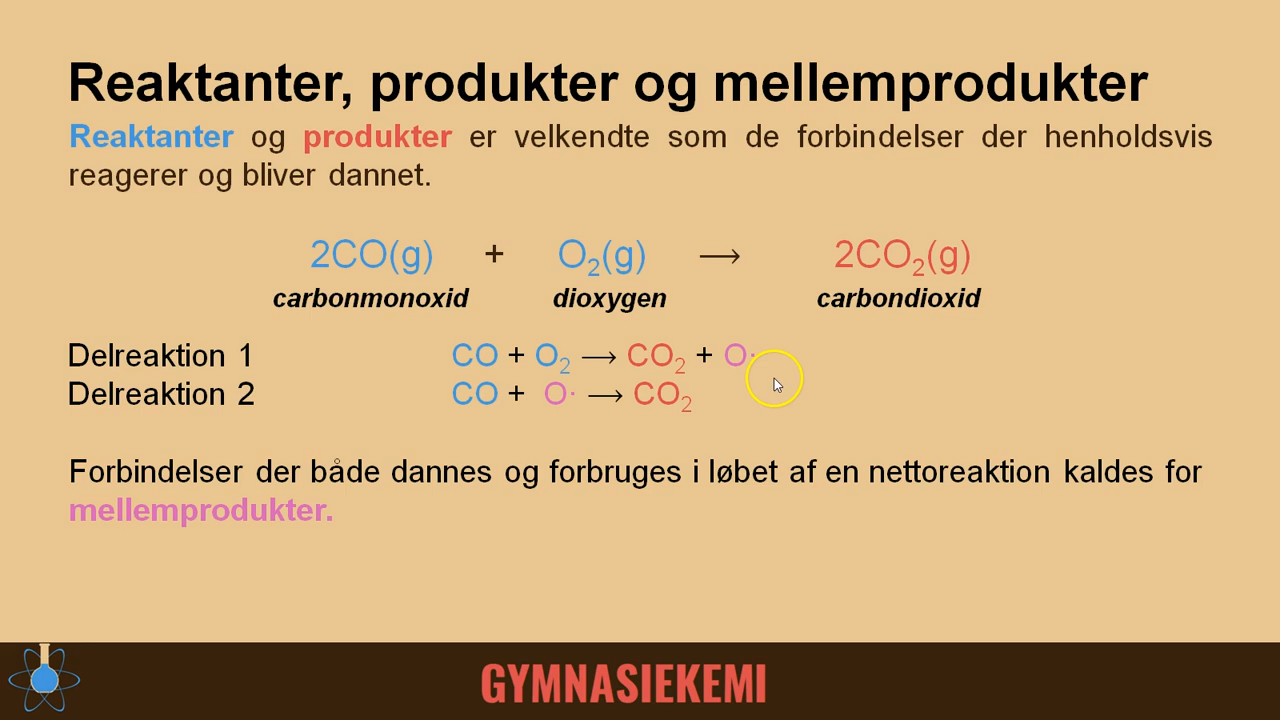 Reaktanter, produkter og mellemprodukter
Reaktanter og produkter er velkendte som de forbindelser der henholdsvis
reagerer og bliver dannet.
2CO(g) + O₂(g) ⟶ 2CO₂(g)
carbonmonoxid dioxygen carbondioxid
Delreaktion 1 CO + O₂ ⟶ CO₂ + O·
Delreaktion 2 CO + O· ⟶ CO₂
Forbindelser der både dannes og forbruges i løbet af en nettoreaktion kaldes for
mellemprodukter.
GYMNASIEKEMI